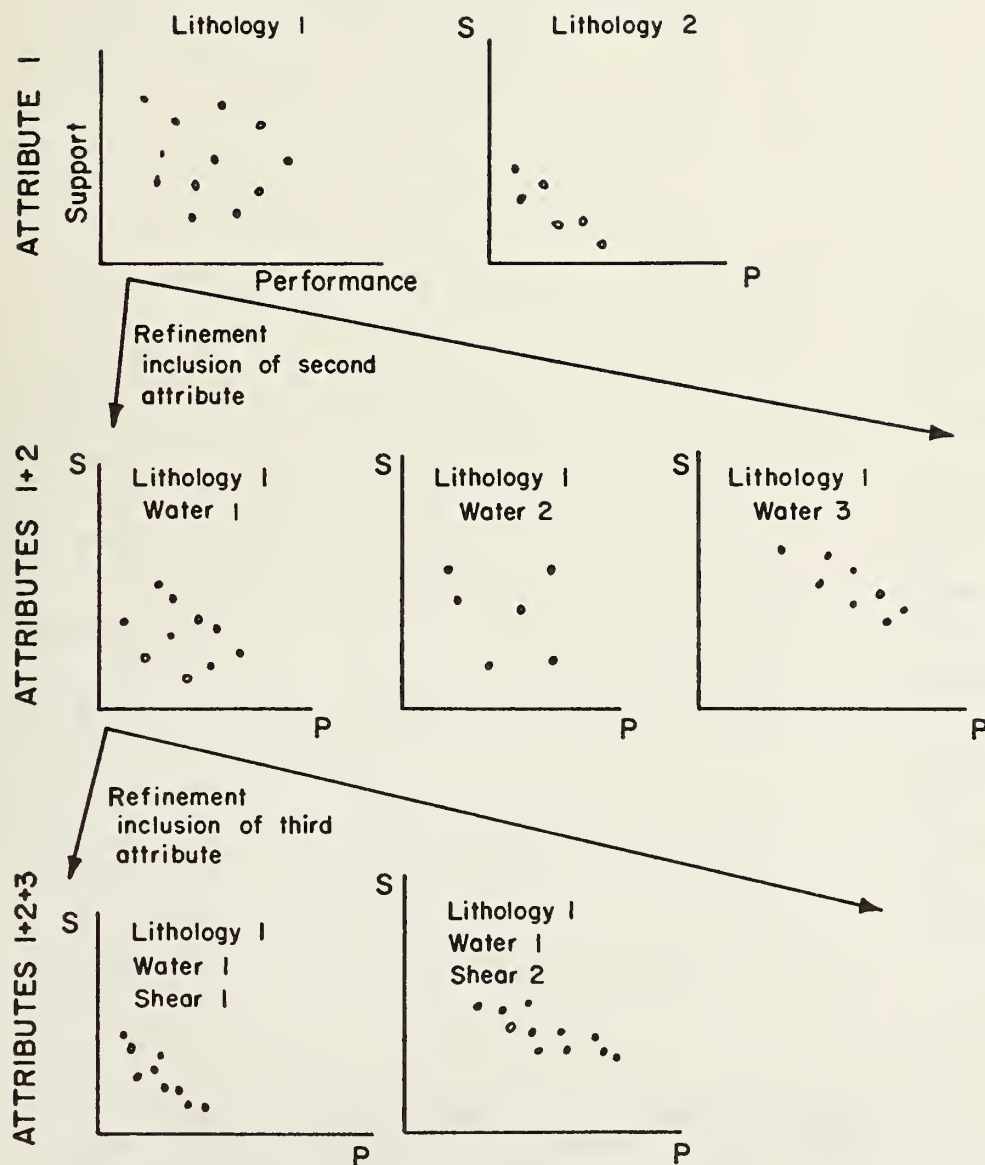 Lithology 1
S
Lithology 2
ATTRIBUTE 1
Support
Performance
P
Refinement
inclusion of second
attribute
ATTRIBUTES 1+2
S
Lithology 1
Water 1
P
S
Lithology 1
Water 2
P
S
Lithology 1
Water 3
P
Refinement
inclusion of third
attribute
ATTRIBUTES 1+2+3
S
Lithology 1
Water 1
Shear 1
P
S
Lithology 1
Water 1
Shear 2
P